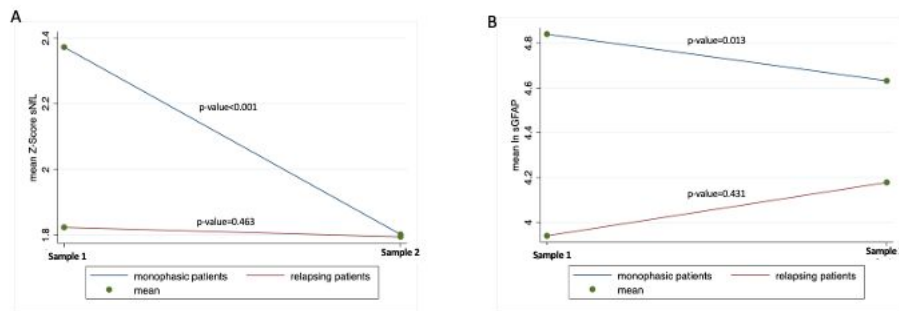 A
2.4
2.2
2
1.8
mean Z-Score sNfL
p-value<0.001
p-value=0.463
Sample 1
Sample 2
monophasic patients
relapsing patients
mean
B
4.8
4.6
4.4
4.2
4
mean ln sGFAP
p-value=0.013
p-value=0.431
Sample 1
Sample 2
monophasic patients
relapsing patients
mean